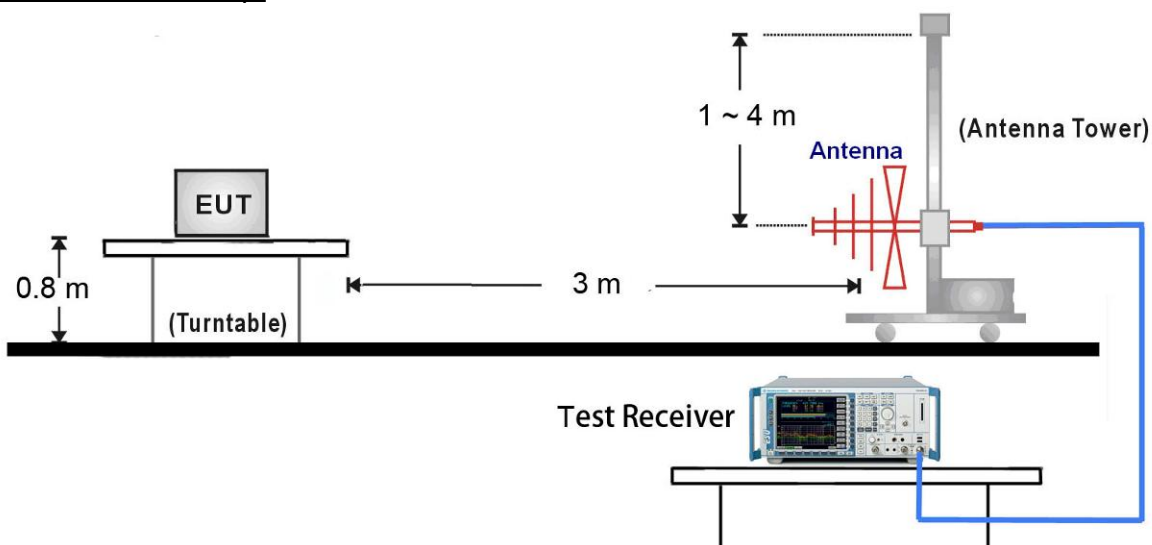 1 ~ 4 m
(Antenna Tower)
Antenna
EUT
0.8 m
3 m
(Turntable)
Test Receiver